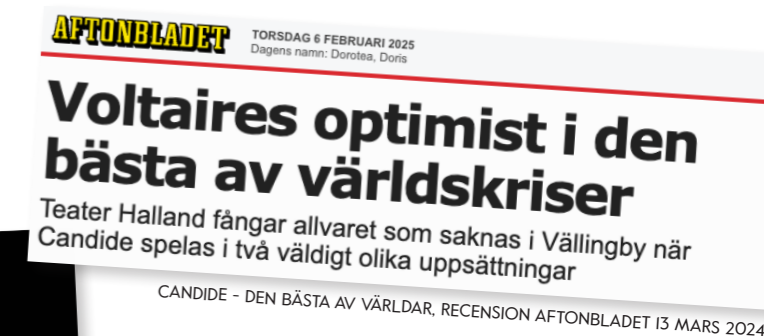 AFTONBLADET
TORSDAG 6 FEBRUARI 2025
Dagens namn: Dorotea, Doris
Voltaires optimist i den
bästa av världskriser
Teater Halland fångar allvaret som saknas i Vällingby när
Candide spelas i två väldigt olika uppsättningar
CANDIDE - DEN BÄSTA AV VÄRLDAR, RECENSION AFTONBLADET 13 MARS 2024